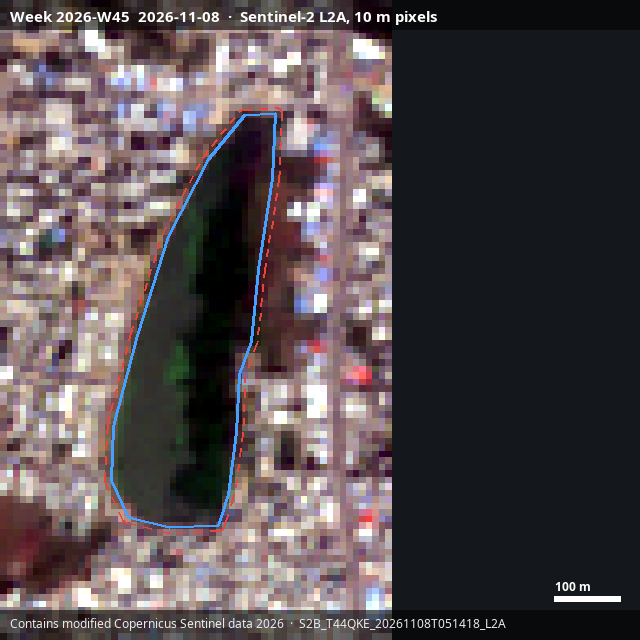 Week 2026-W45 2026-11-08 · Sentinel-2 L2A, 10 m pixels
100 m
Contains modified Copernicus Sentinel data 2026 · S2B_T44QKE_20261108T051418_L2A